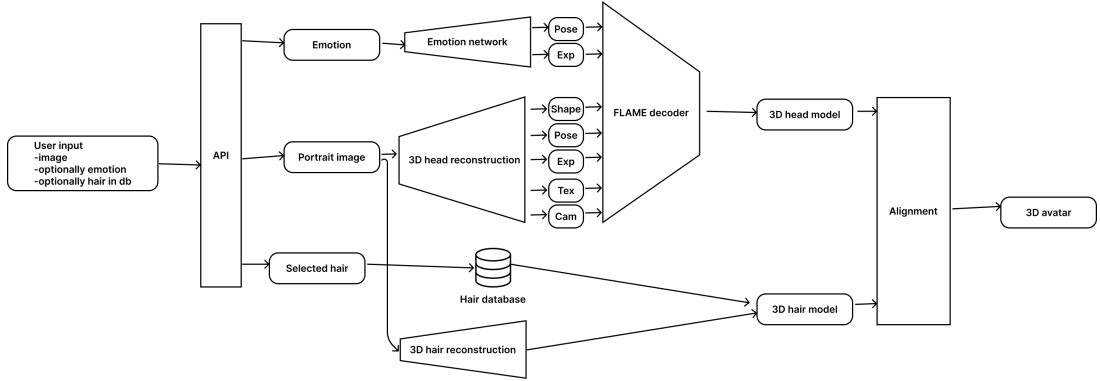 User input
-image
-optionally emotion
-optionally hair in db
API
Emotion
Emotion network
Pose
Exp
Portrait image
3D head reconstruction
Shape
Pose
Exp
Tex
Cam
FLAME decoder
3D head model
Selected hair
Hair database
3D hair reconstruction
3D hair model
Alignment
3D avatar